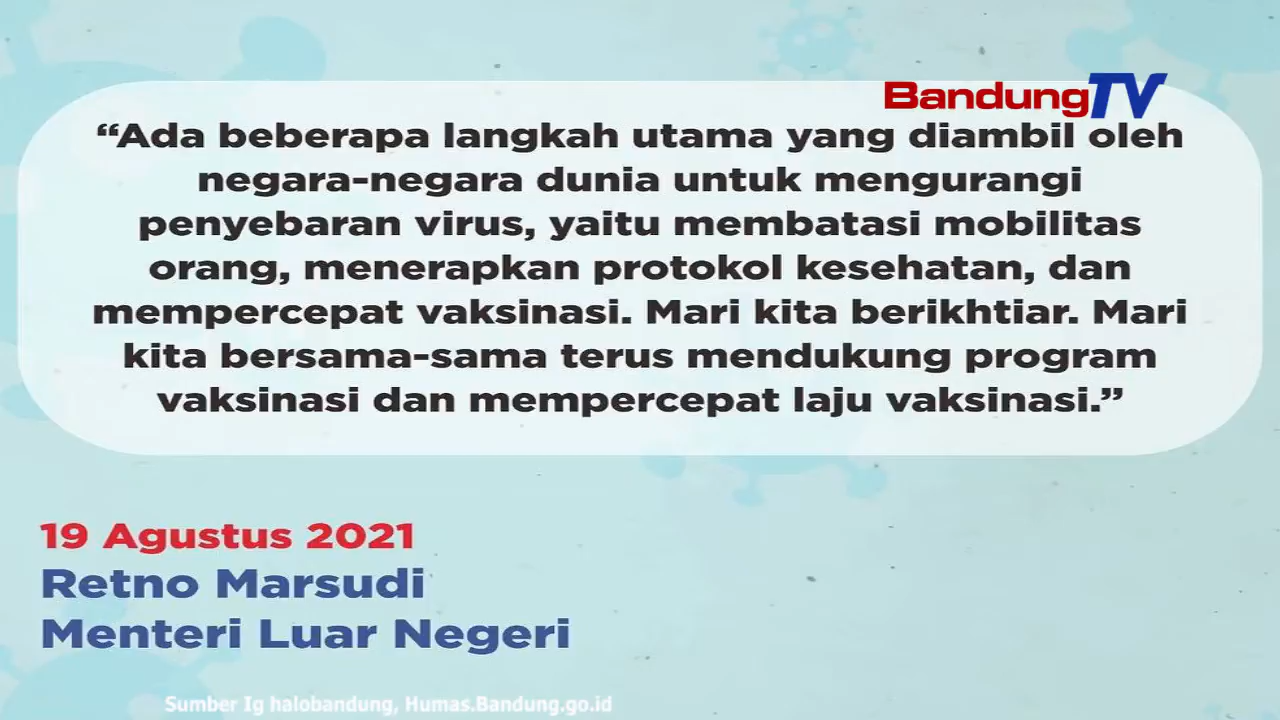 BandungTV
“Ada beberapa langkah utama yang diambil oleh
negara-negara dunia untuk mengurangi
penyebaran virus, yaitu membatasi mobilitas
orang, menerapkan protokol kesehatan, dan
mempercepat vaksinasi. Mari kita berikhtiar. Mari
kita bersama-sama terus mendukung program
vaksinasi dan mempercepat laju vaksinasi.”
19 Agustus 2021
Retno Marsudi
Menteri Luar Negeri
Sumber Ig halobandung, Humas.Bandung.go.id